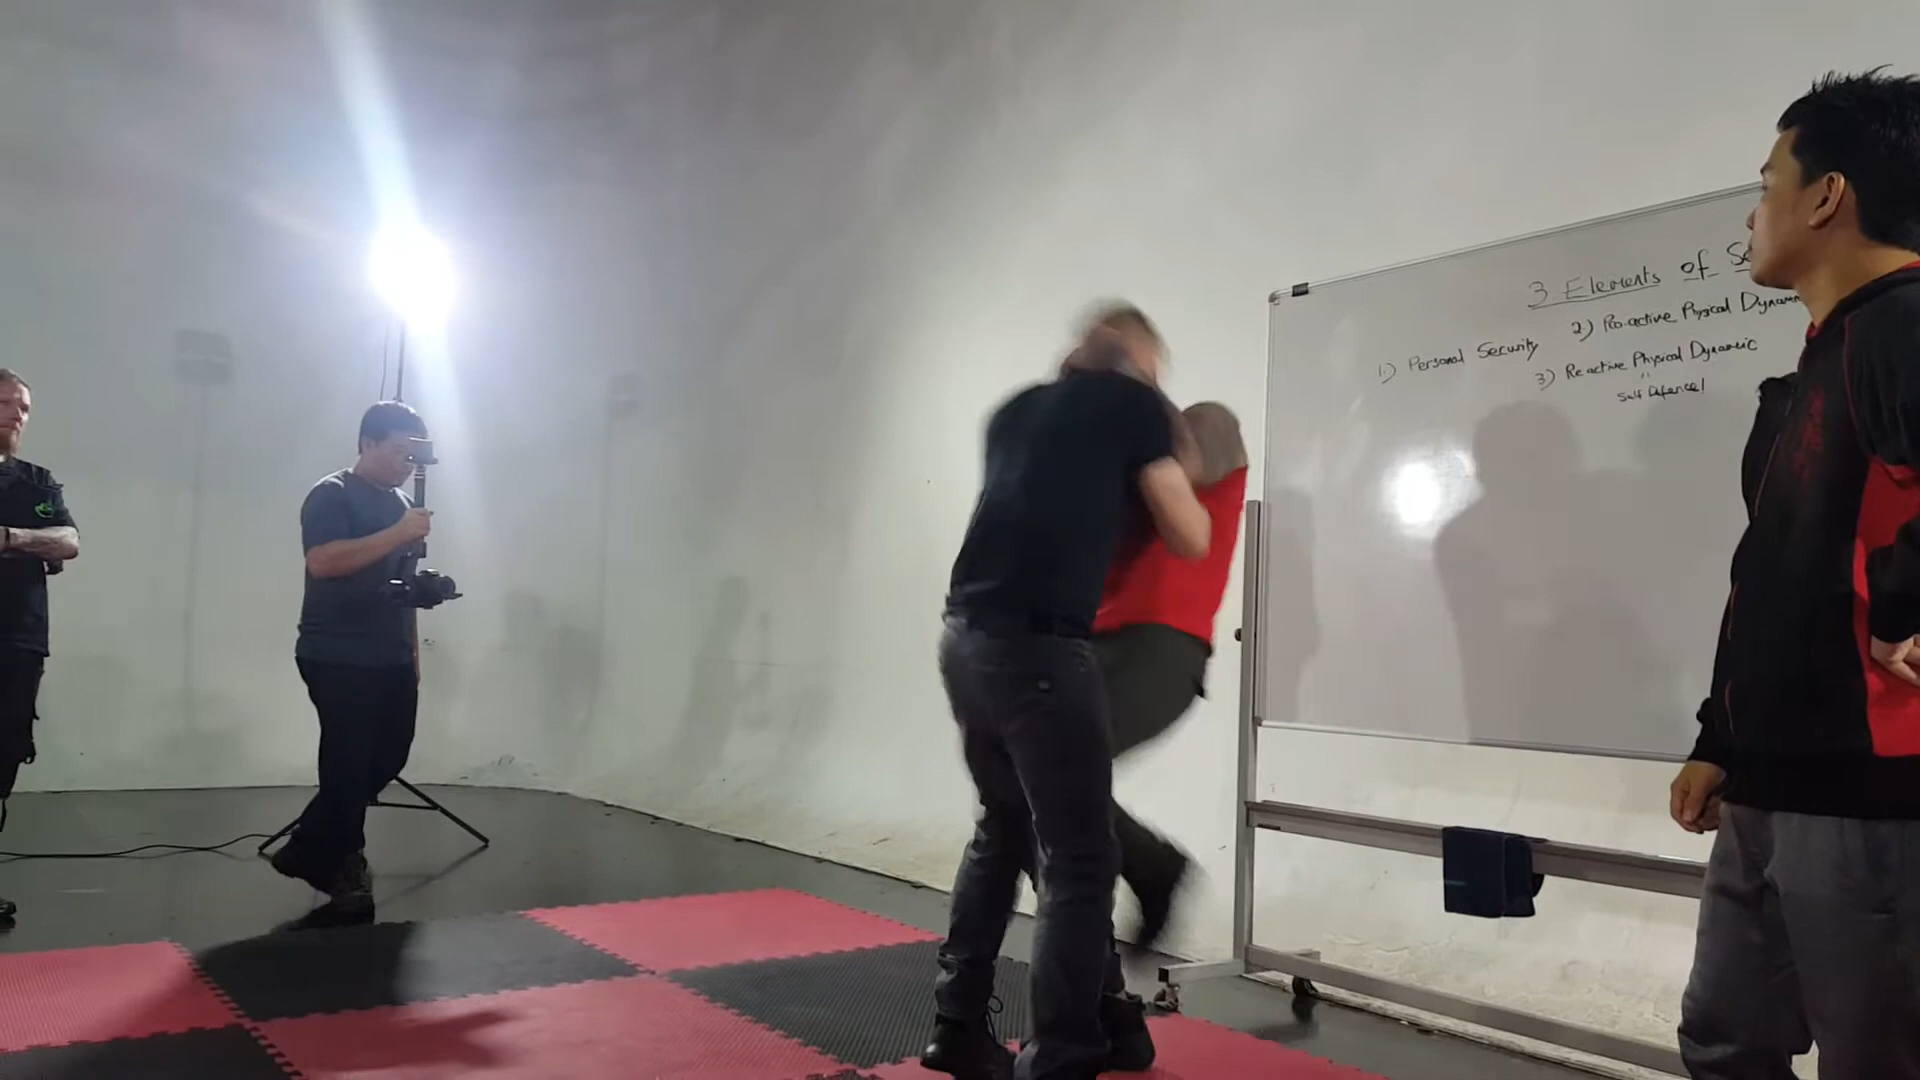 3 Elements of
1.) Personal Security
2.) Pro-active Physical
3) Reactive Physical Dynamic
"
Self Defence!